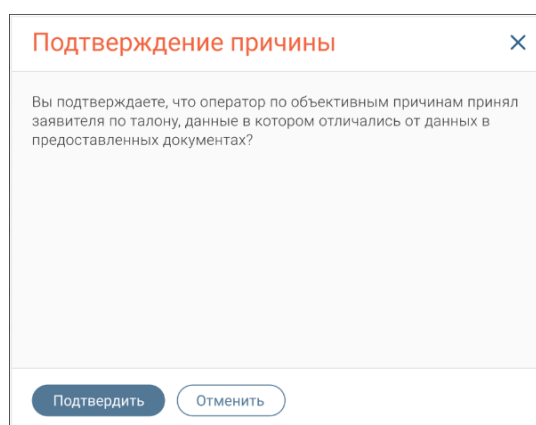 Подтверждение причины
Вы подтверждаете, что оператор по объективным причинам принял
заявителя по талону, данные в котором отличались от данных в
предоставленных документах?
Подтвердить Отменить